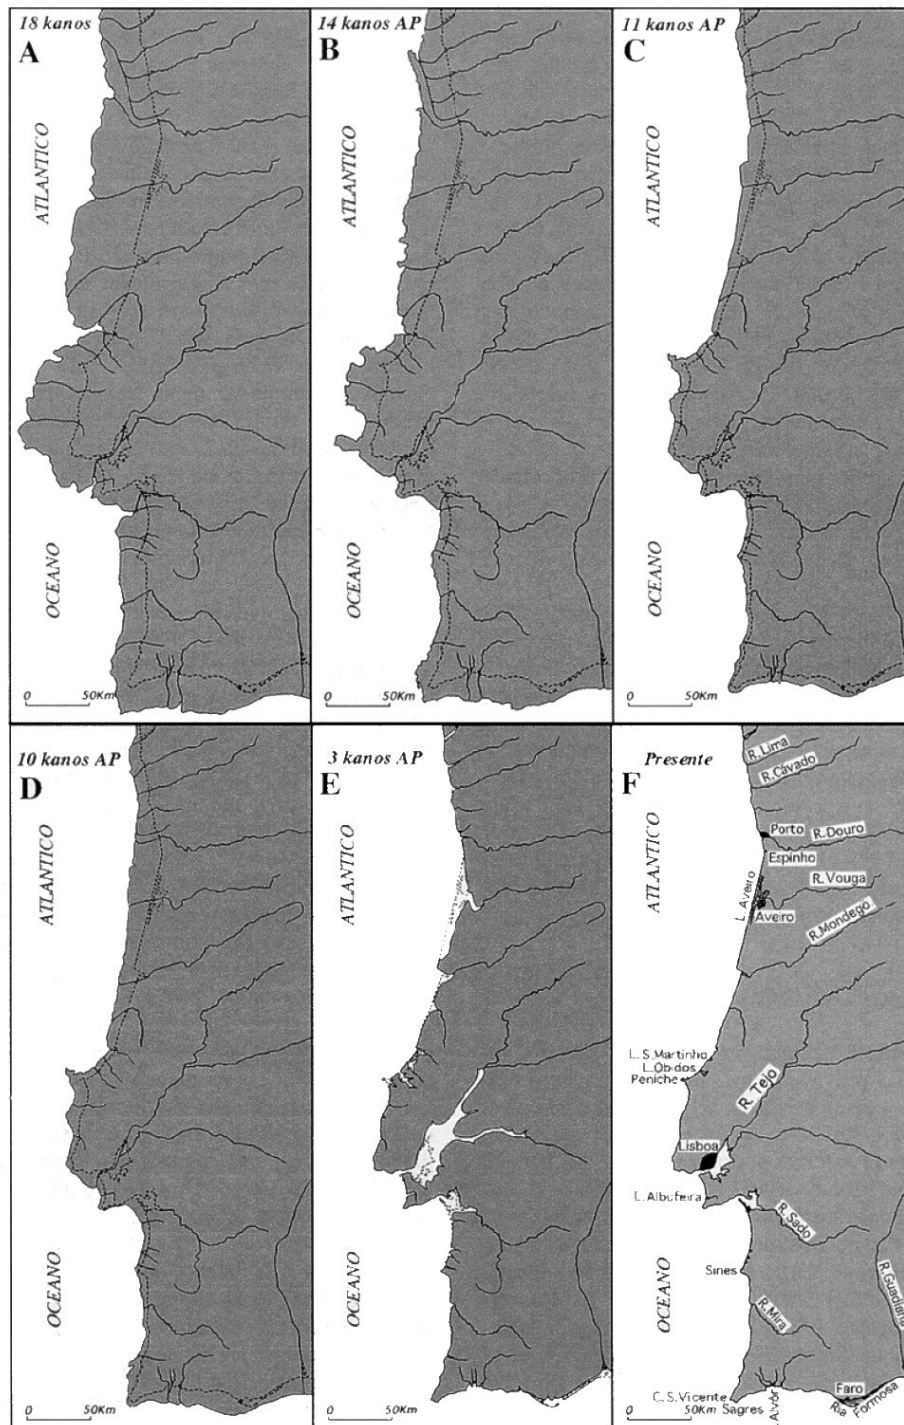 18 kanos
A
ATLANTICO
OCEANO
0 50Km
14 kanos AP
B
ATLANTICO
OCEANO
0 50Km
11 kanos AP
C
ATLANTICO
OCEANO
0 50Km
10 kanos AP
D
ATLANTICO
OCEANO
0 50Km
3 kanos AP
E
ATLANTICO
OCEANO
0 50Km
Presente
F
ATLANTICO
OCEANO
R. Lima
R. Cávado
Porto
R. Douro
Espinho
R. Vouga
L. Aveiro
Aveiro
R. Mondego
L. S. Martinho
L. Obidos
Peniche
R. Tejo
Lisboa
L. Albufeira
R. Sado
Sines
R. Guadiana
R. Mira
C. S. Vicente
Sagres
Alvôr
Faro
Ria Formosa
0 50Km